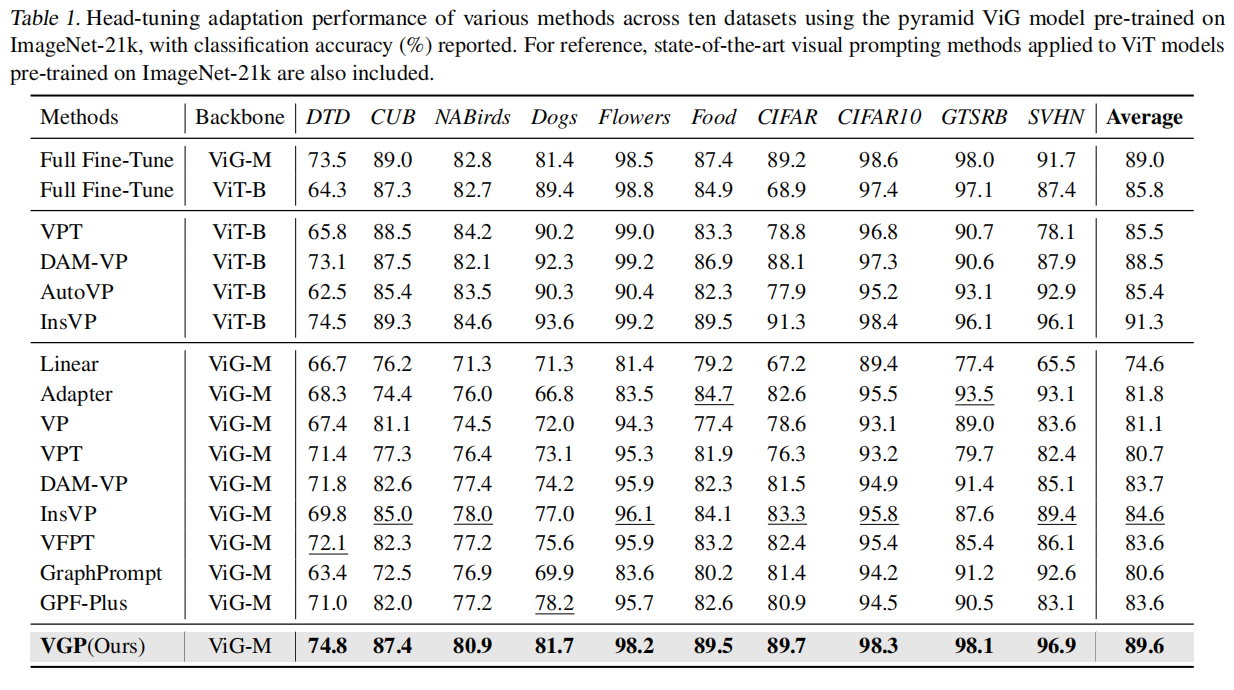 Table 1. Head-tuning adaptation performance of various methods across ten datasets using the pyramid ViG model pre-trained on
ImageNet-21k, with classification accuracy (%) reported. For reference, state-of-the-art visual prompting methods applied to ViT models
pre-trained on ImageNet-21k are also included.
Methods Backbone DTD CUB NABirds Dogs Flowers Food CIFAR CIFAR10 GTSRB SVHN Average
Full Fine-Tune ViG-M 73.5 89.0 82.8 81.4 98.5 87.4 89.2 98.6 98.0 91.7 89.0
Full Fine-Tune ViT-B 64.3 87.3 82.7 89.4 98.8 84.9 68.9 97.4 97.1 87.4 85.8
VPT ViT-B 65.8 88.5 84.2 90.2 99.0 83.3 78.8 96.8 90.7 78.1 85.5
DAM-VP ViT-B 73.1 87.5 82.1 92.3 99.2 86.9 88.1 97.3 90.6 87.9 88.5
AutoVP ViT-B 62.5 85.4 83.5 90.3 90.4 82.3 77.9 95.2 93.1 92.9 85.4
InsVP ViT-B 74.5 89.3 84.6 93.6 99.2 89.5 91.3 98.4 96.1 96.1 91.3
Linear ViG-M 66.7 76.2 71.3 71.3 81.4 79.2 67.2 89.4 77.4 65.5 74.6
Adapter ViG-M 68.3 74.4 76.0 66.8 83.5 84.7 82.6 95.5 93.5 93.1 81.8
VP ViG-M 67.4 81.1 74.5 72.0 94.3 77.4 78.6 93.1 89.0 83.6 81.1
VPT ViG-M 71.4 77.3 76.4 73.1 95.3 81.9 76.3 93.2 79.7 82.4 80.7
DAM-VP ViG-M 71.8 82.6 77.4 74.2 95.9 82.3 81.5 94.9 91.4 85.1 83.7
InsVP ViG-M 69.8 85.0 78.0 77.0 96.1 84.1 83.3 95.8 87.6 89.4 84.6
VFPT ViG-M 72.1 82.3 77.2 75.6 95.9 83.2 82.4 95.4 85.4 86.1 83.6
GraphPrompt ViG-M 63.4 72.5 76.9 69.9 83.6 80.2 81.4 94.2 91.2 92.6 80.6
GPF-Plus ViG-M 71.0 82.0 77.2 78.2 95.7 82.6 80.9 94.5 90.5 83.1 83.6
VGP(Ours) ViG-M 74.8 87.4 80.9 81.7 98.2 89.5 89.7 98.3 98.1 96.9 89.6